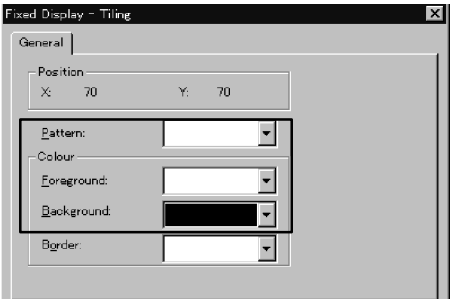 Fixed Display - Tiling
General
Position
X: 70 Y: 70
Pattern:
Colour
Foreground:
Background:
Border: